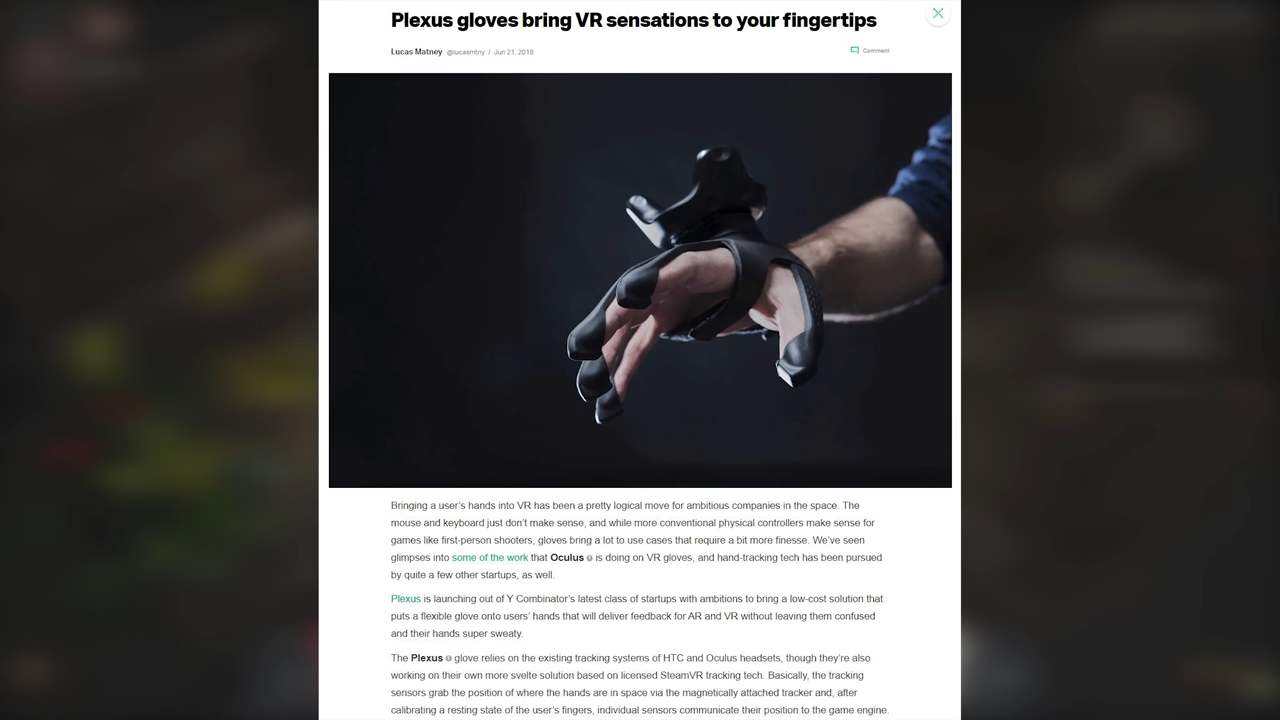 Plexus gloves bring VR sensations to your fingertips
Lucas Matney @lucasmtny / Jun 21, 2018
Comment
Bringing a user’s hands into VR has been a pretty logical move for ambitious companies in the space. The
mouse and keyboard just don’t make sense, and while more conventional physical controllers make sense for
games like first-person shooters, gloves bring a lot to use cases that require a bit more finesse. We’ve seen
glimpses into some of the work that Oculus is doing on VR gloves, and hand-tracking tech has been pursued
by quite a few other startups, as well.
Plexus is launching out of Y Combinator’s latest class of startups with ambitions to bring a low-cost solution that
puts a flexible glove onto users’ hands that will deliver feedback for AR and VR without leaving them confused
and their hands super sweaty.
The Plexus glove relies on the existing tracking systems of HTC and Oculus headsets, though they’re also
working on their own more svelte solution based on licensed SteamVR tracking tech. Basically, the tracking
sensors grab the position of where the hands are in space via the magnetically attached tracker and, after
calibrating a resting state of the user’s fingers, individual sensors communicate their position to the game engine.